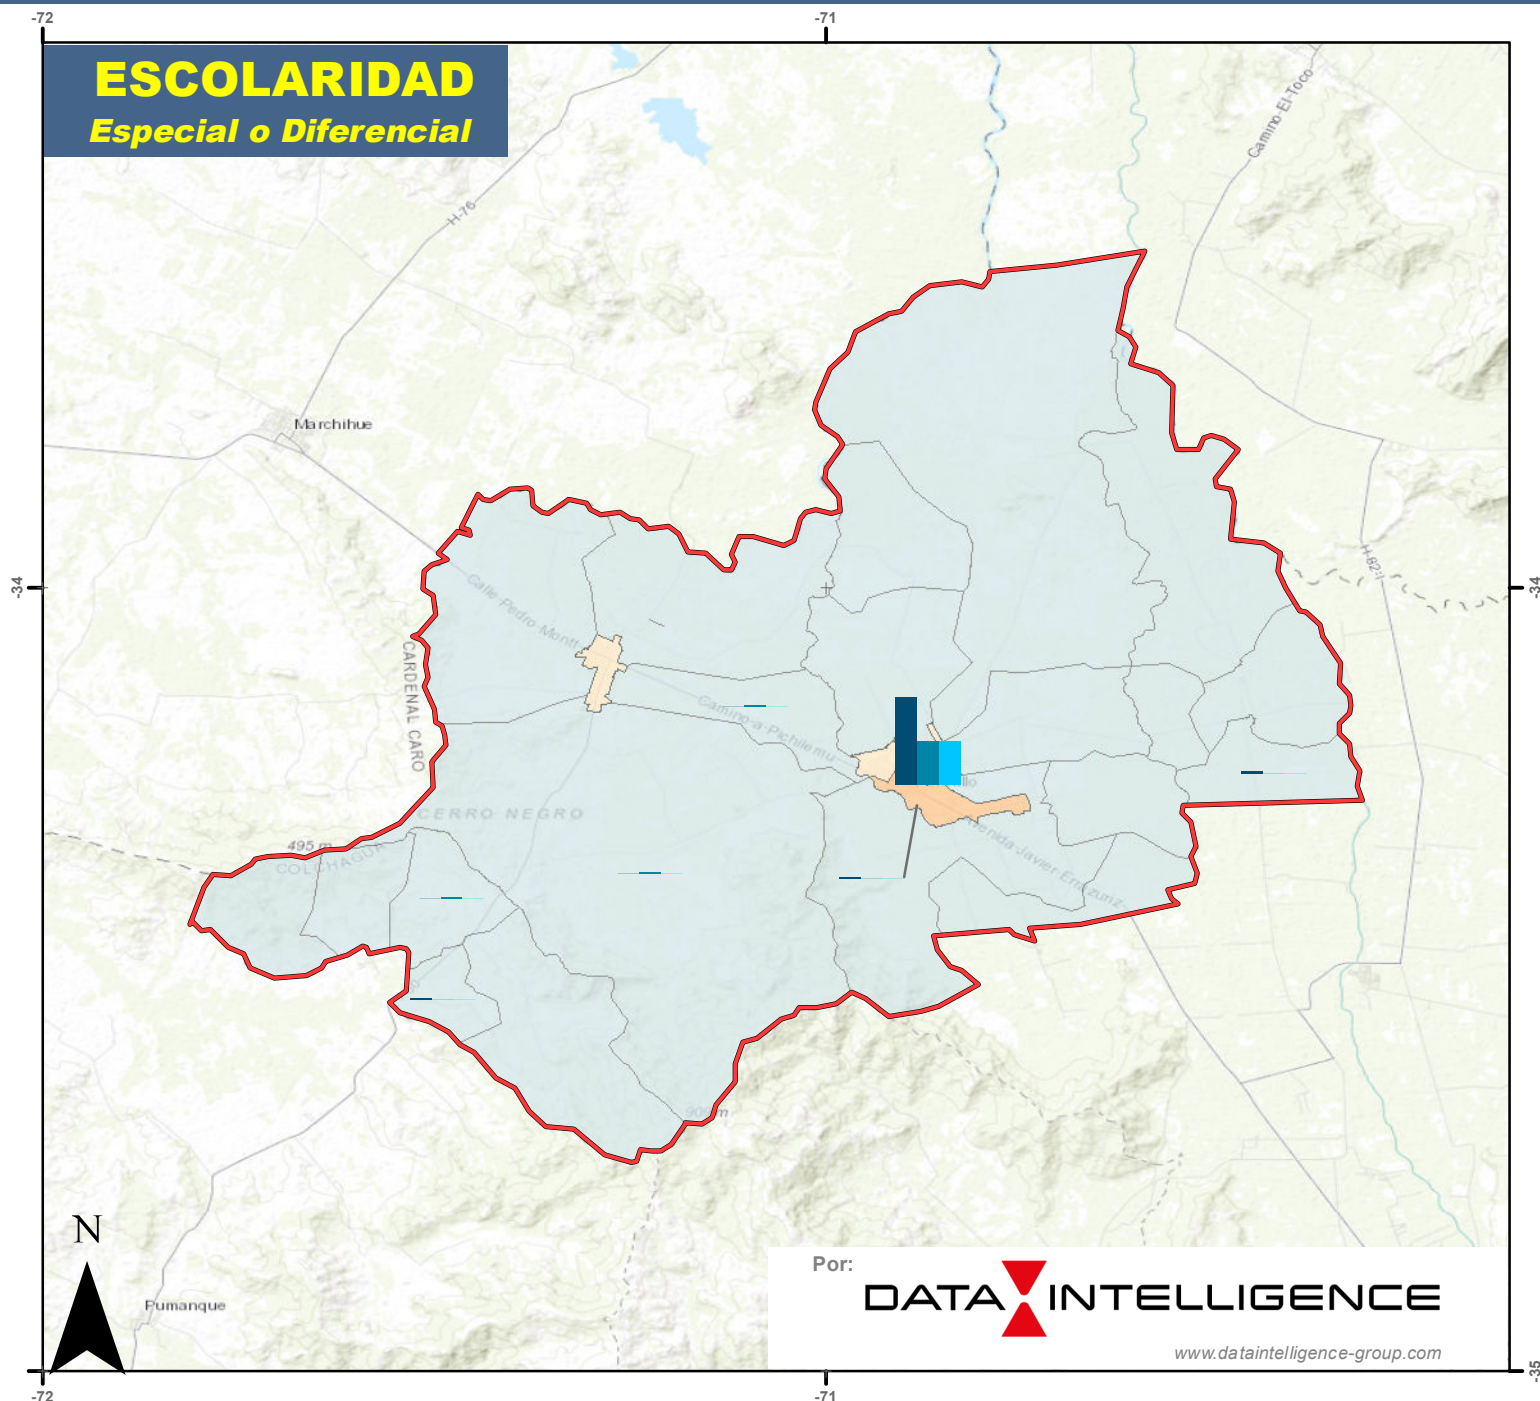 -72
-71
ESCOLARIDAD
Especial o Diferencial
Camino-El-Toco
H-76
Marchihue
-34
-34
H-82-I
Calle-Pedro-Montt
CARDENAL CARO
Camino-a-Pichilemu
CERRO NEGRO
495 m
COLCHAGUA
Avenida-Javier-Errázuriz
900 m
N
Pumanque
Por:
DATA INTELLIGENCE
www.dataintelligence-group.com
-35
-72
-71